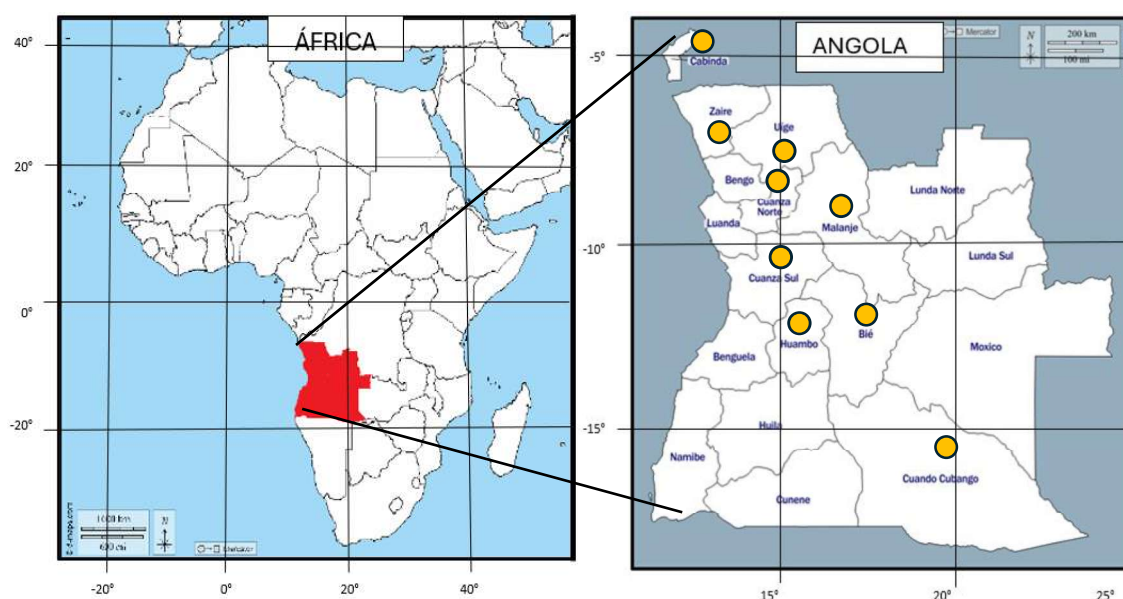 ÁFRICA
40°
20°
0°
-20°
-20°
0°
20°
40°
1000 km
N
ANGOLA
Mercator
N
200 km
100 mi
-5°
-10°
-15°
15°
20°
25°
Cabinda
Zaire
Uíge
Bengo
Cuanza
Norte
Luanda
Malanje
Lunda Norte
Cuanza Sul
Lunda Sul
Huambo
Bié
Benguela
Moxico
Huila
Namibe
Cuando Cubango
Cunene